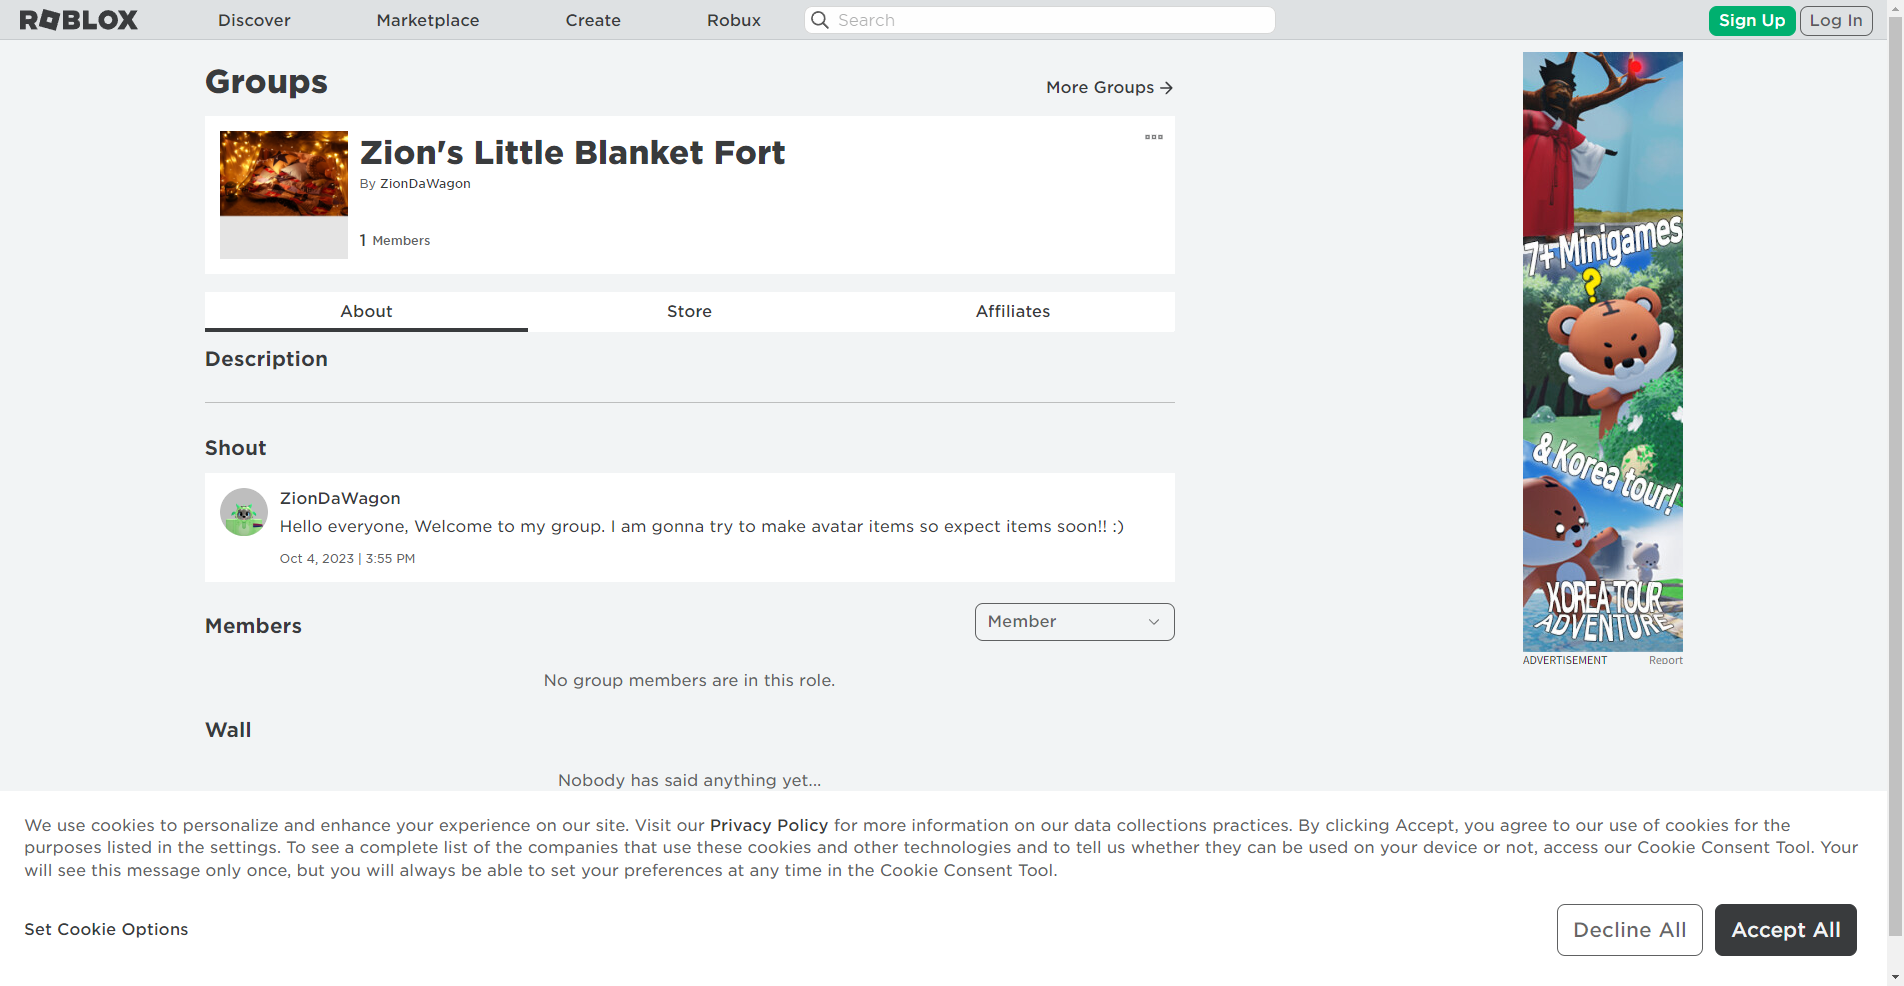 ROBLOX
Discover
Marketplace
Create
Robux
Search
Sign Up
Log In
Groups
More Groups
Zion's Little Blanket Fort
By ZionDaWagon
1 Members
About
Store
Affiliates
Description
Shout
ZionDaWagon
Hello everyone, Welcome to my group. I am gonna try to make avatar items so expect items soon!! :)
Oct 4, 2023 | 3:55 PM
Members
Member
No group members are in this role.
Wall
Nobody has said anything yet...
7+ Minigames
?
& Korea tour!
KOREA TOUR
ADVENTURE
ADVERTISEMENT
Report
We use cookies to personalize and enhance your experience on our site. Visit our Privacy Policy for more information on our data collections practices. By clicking Accept, you agree to our use of cookies for the
purposes listed in the settings. To see a complete list of the companies that use these cookies and other technologies and to tell us whether they can be used on your device or not, access our Cookie Consent Tool. Your
will see this message only once, but you will always be able to set your preferences at any time in the Cookie Consent Tool.
Set Cookie Options
Decline All
Accept All